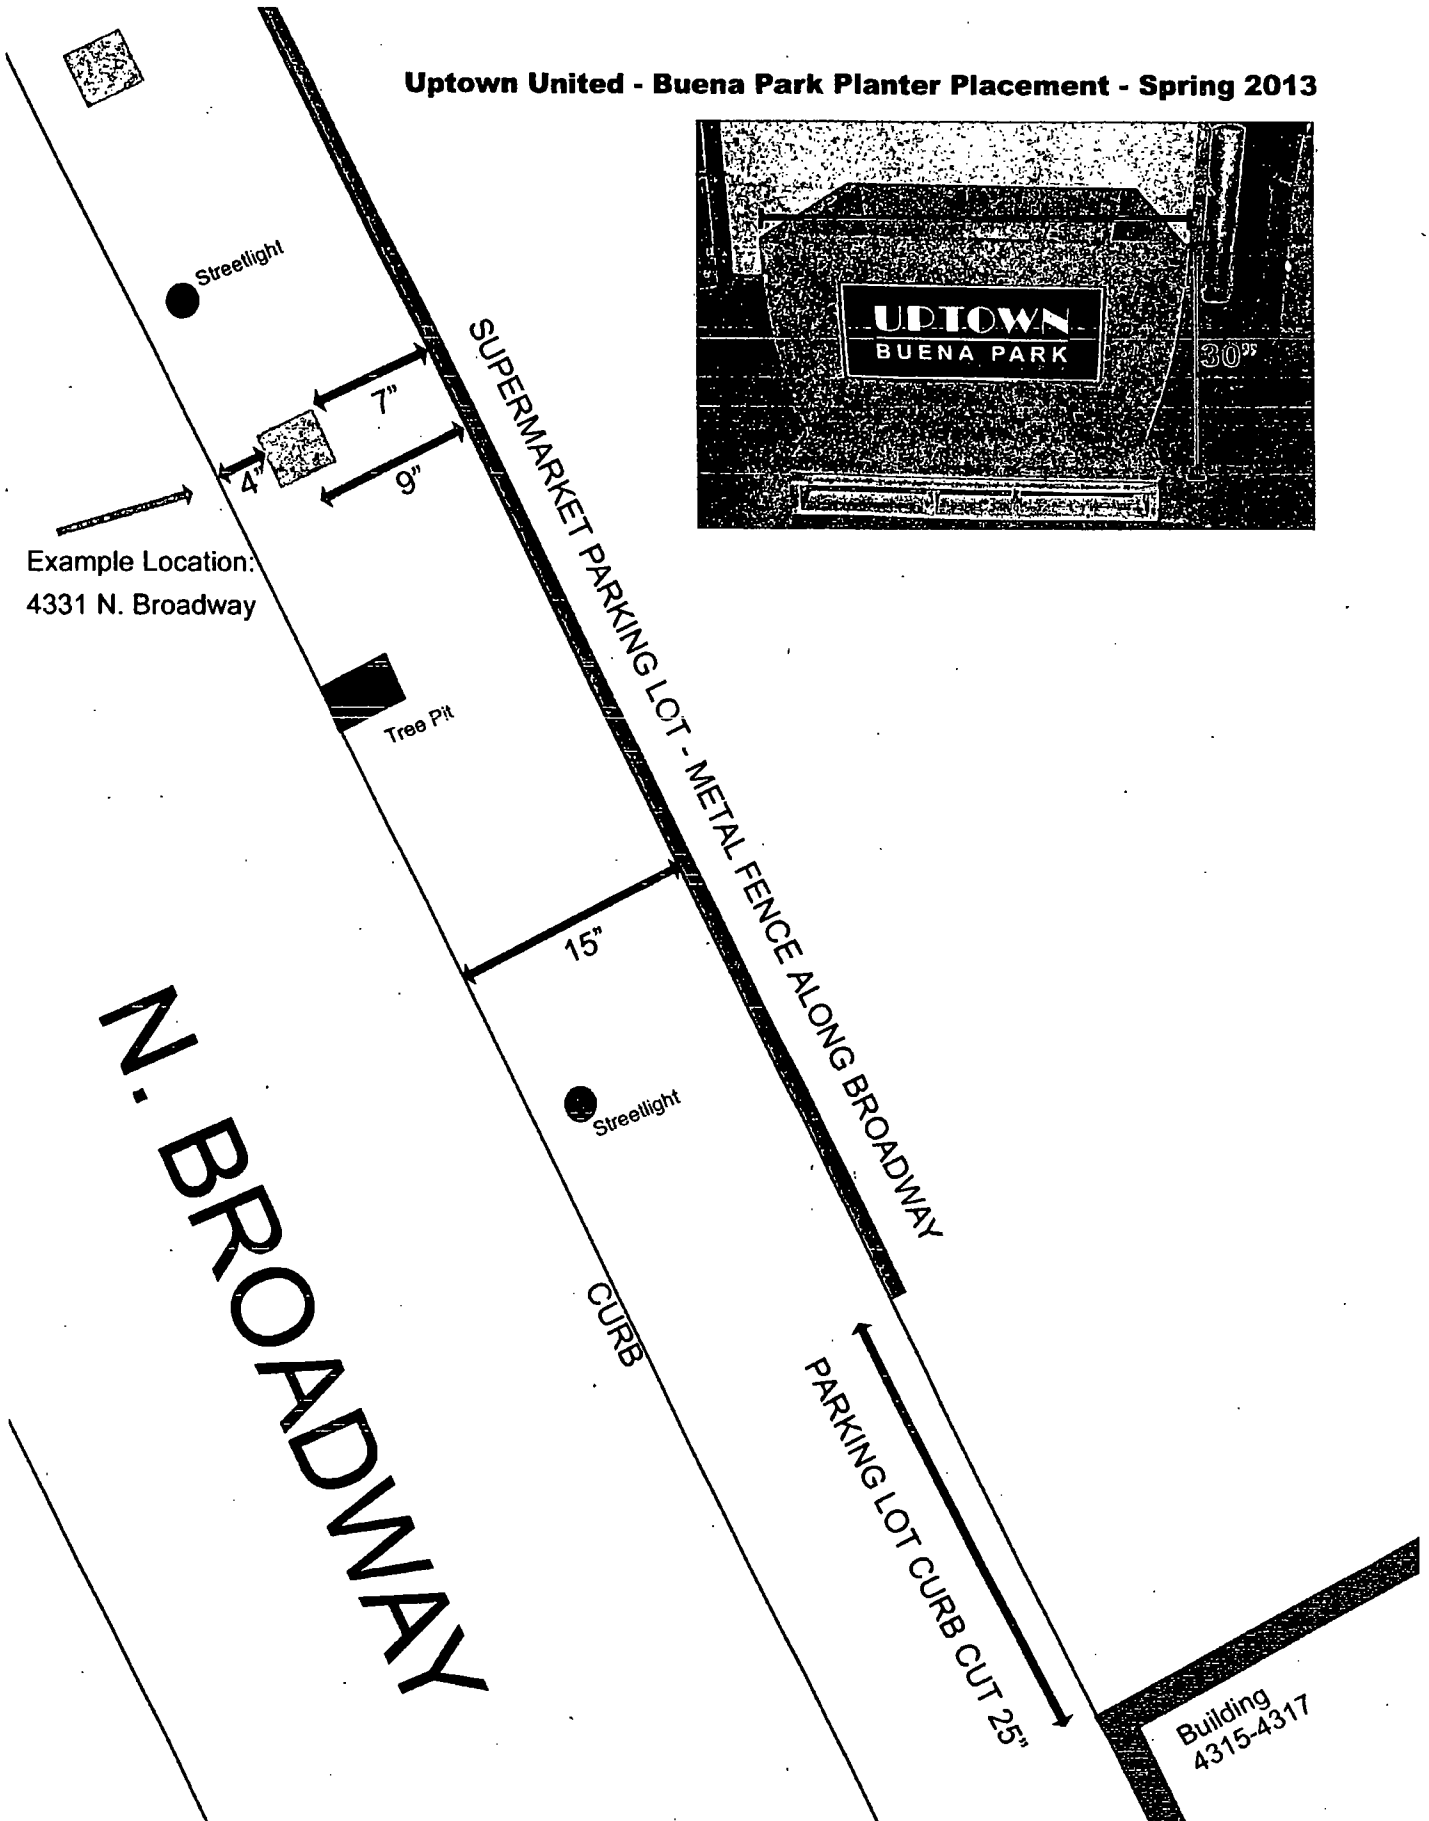 Uptown United - Buena Park Planter Placement - Spring 2013
UPTOWN
BUENA PARK
30”
Streetlight
7”
9”
4”
SUPERMARKET PARKING LOT - METAL FENCE ALONG BROADWAY
Example Location:
4331 N. Broadway
Tree Pit
15”
N. BROADWAY
Streetlight
CURB
PARKING LOT CURB CUT 25”
Building
4315-4317